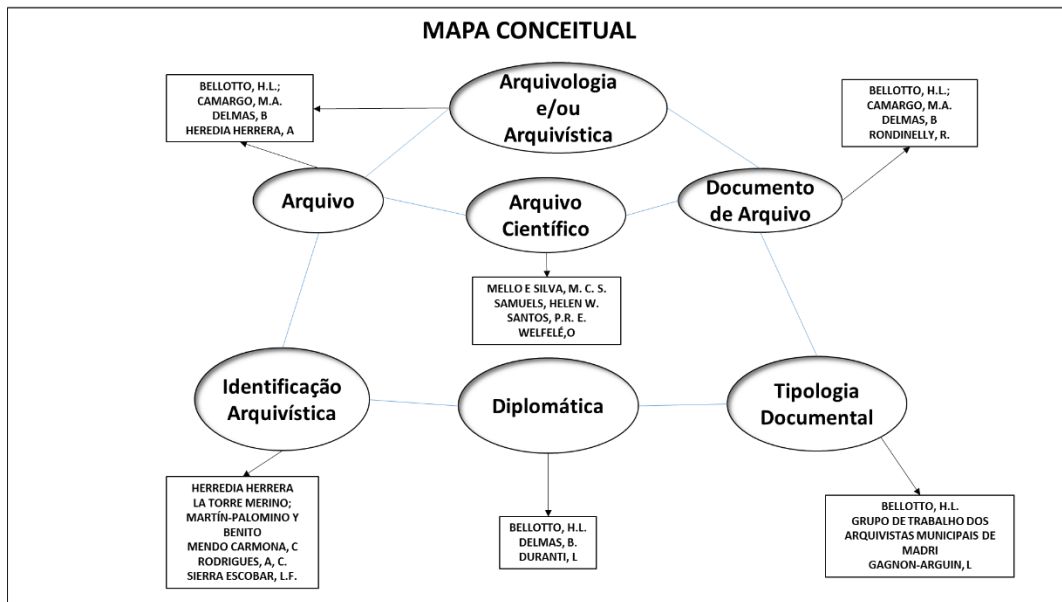 MAPA CONCEITUAL
BELLOTTO, H.L.;
CAMARGO, M.A.
DELMAS, B
HEREDIA HERRERA, A
Arquivologia
e/ou
Arquivística
BELLOTTO, H.L.;
CAMARGO, M.A.
DELMAS, B
RONDINELLY, R.
Arquivo
Arquivo
Científico
Documento
de Arquivo
MELLO E SILVA, M. C. S.
SAMUELS, HELEN W.
SANTOS, P.R. E.
WELFELÉ,O
Identificação
Arquivística
Diplomática
Tipologia
Documental
HERREDIA HERRERA
LA TORRE MERINO;
MARTÍN-PALOMINO Y
BENITO
MENDO CARMONA, C
RODRIGUES, A, C.
SIERRA ESCOBAR, L.F.
BELLOTTO, H.L.
DELMAS, B.
DURANTI, L
BELLOTTO, H.L.
GRUPO DE TRABALHO DOS
ARQUIVISTAS MUNICIPAIS DE
MADRI
GAGNON-ARGUIN, L